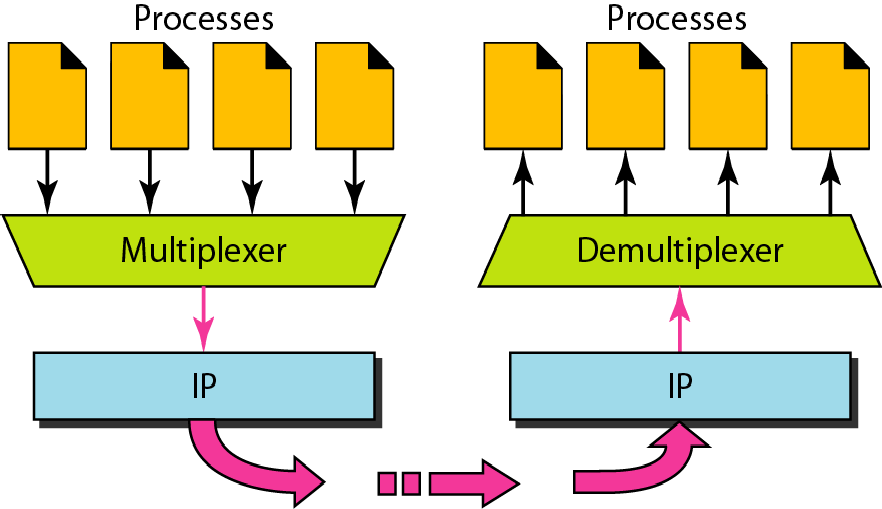 Processes
Processes
Multiplexer
Demultiplexer
IP
IP